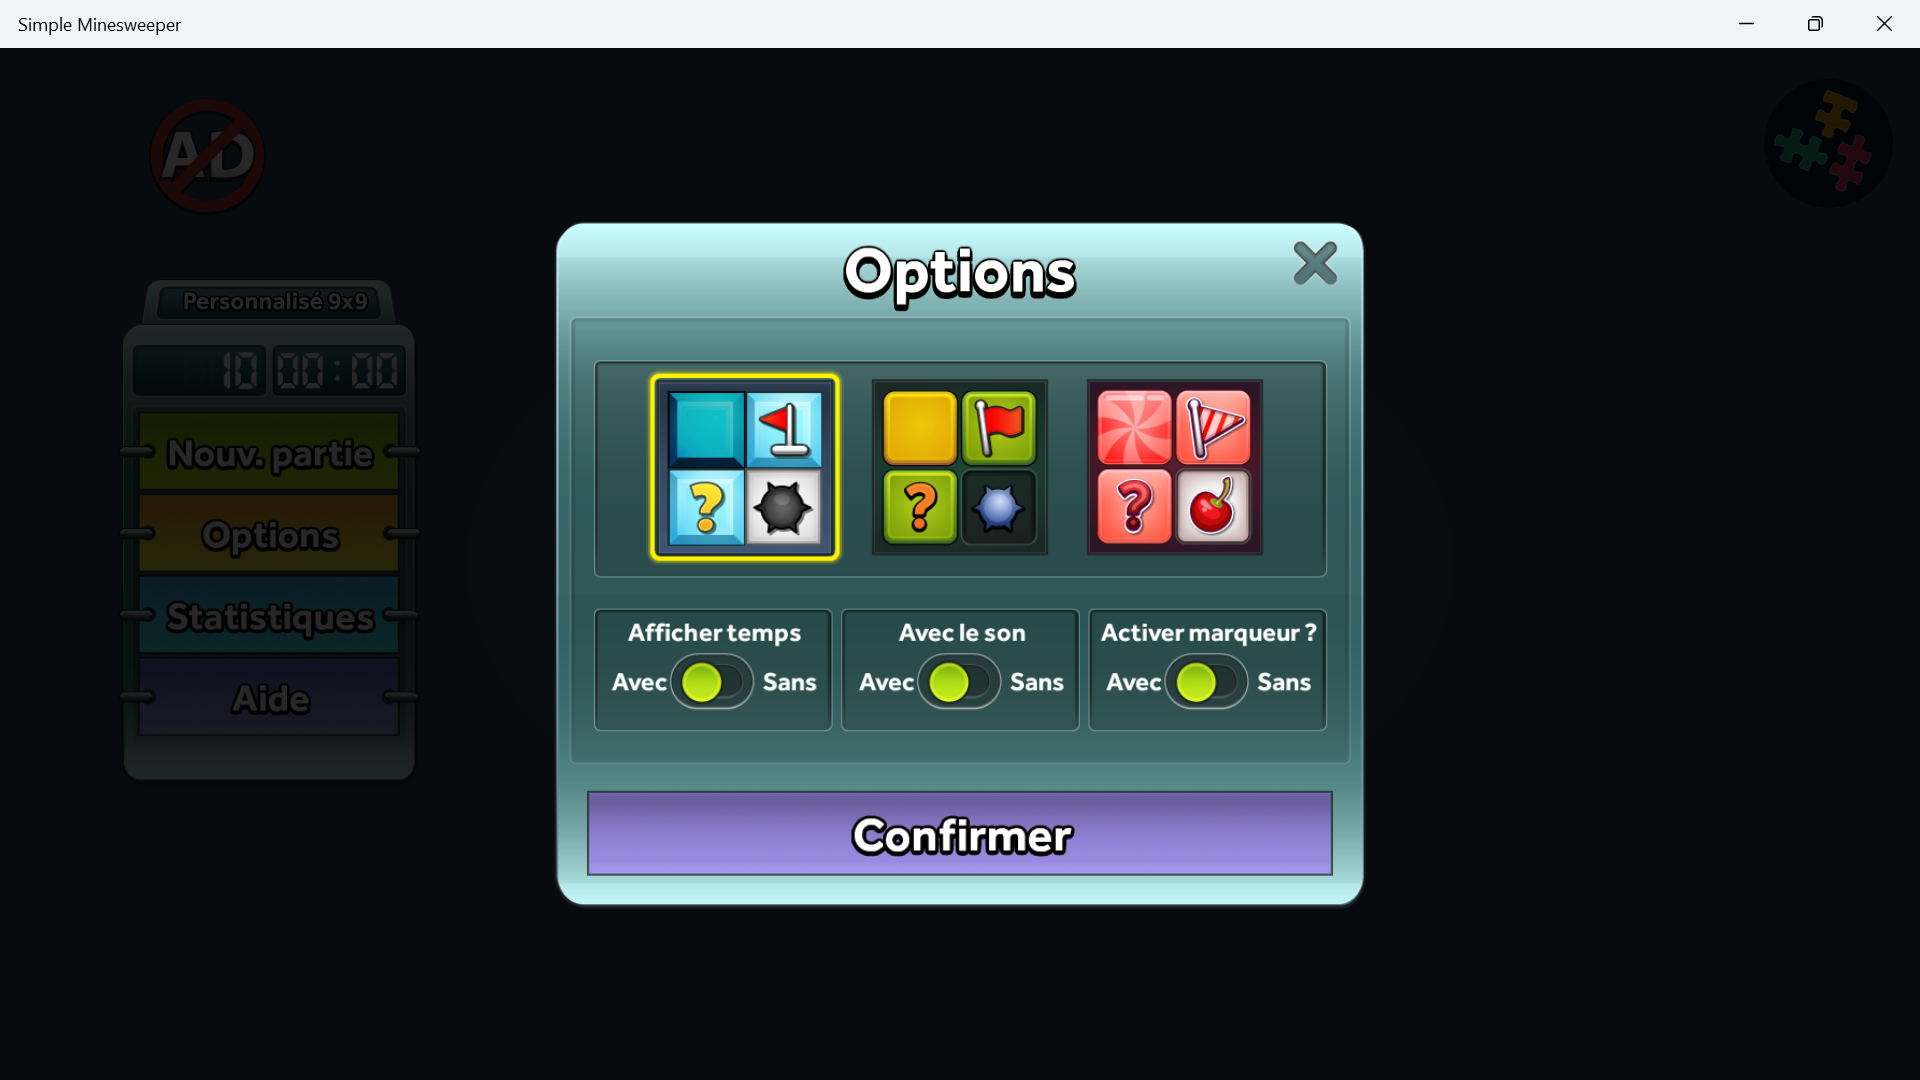 Simple Minesweeper
AD
Personnalisé 9x9
10 00:00
Nouv. partie
Options
Statistiques
Aide
Options
?
?
?
Afficher temps
Avec Sans
Avec le son
Avec Sans
Activer marqueur ?
Avec Sans
Confirmer